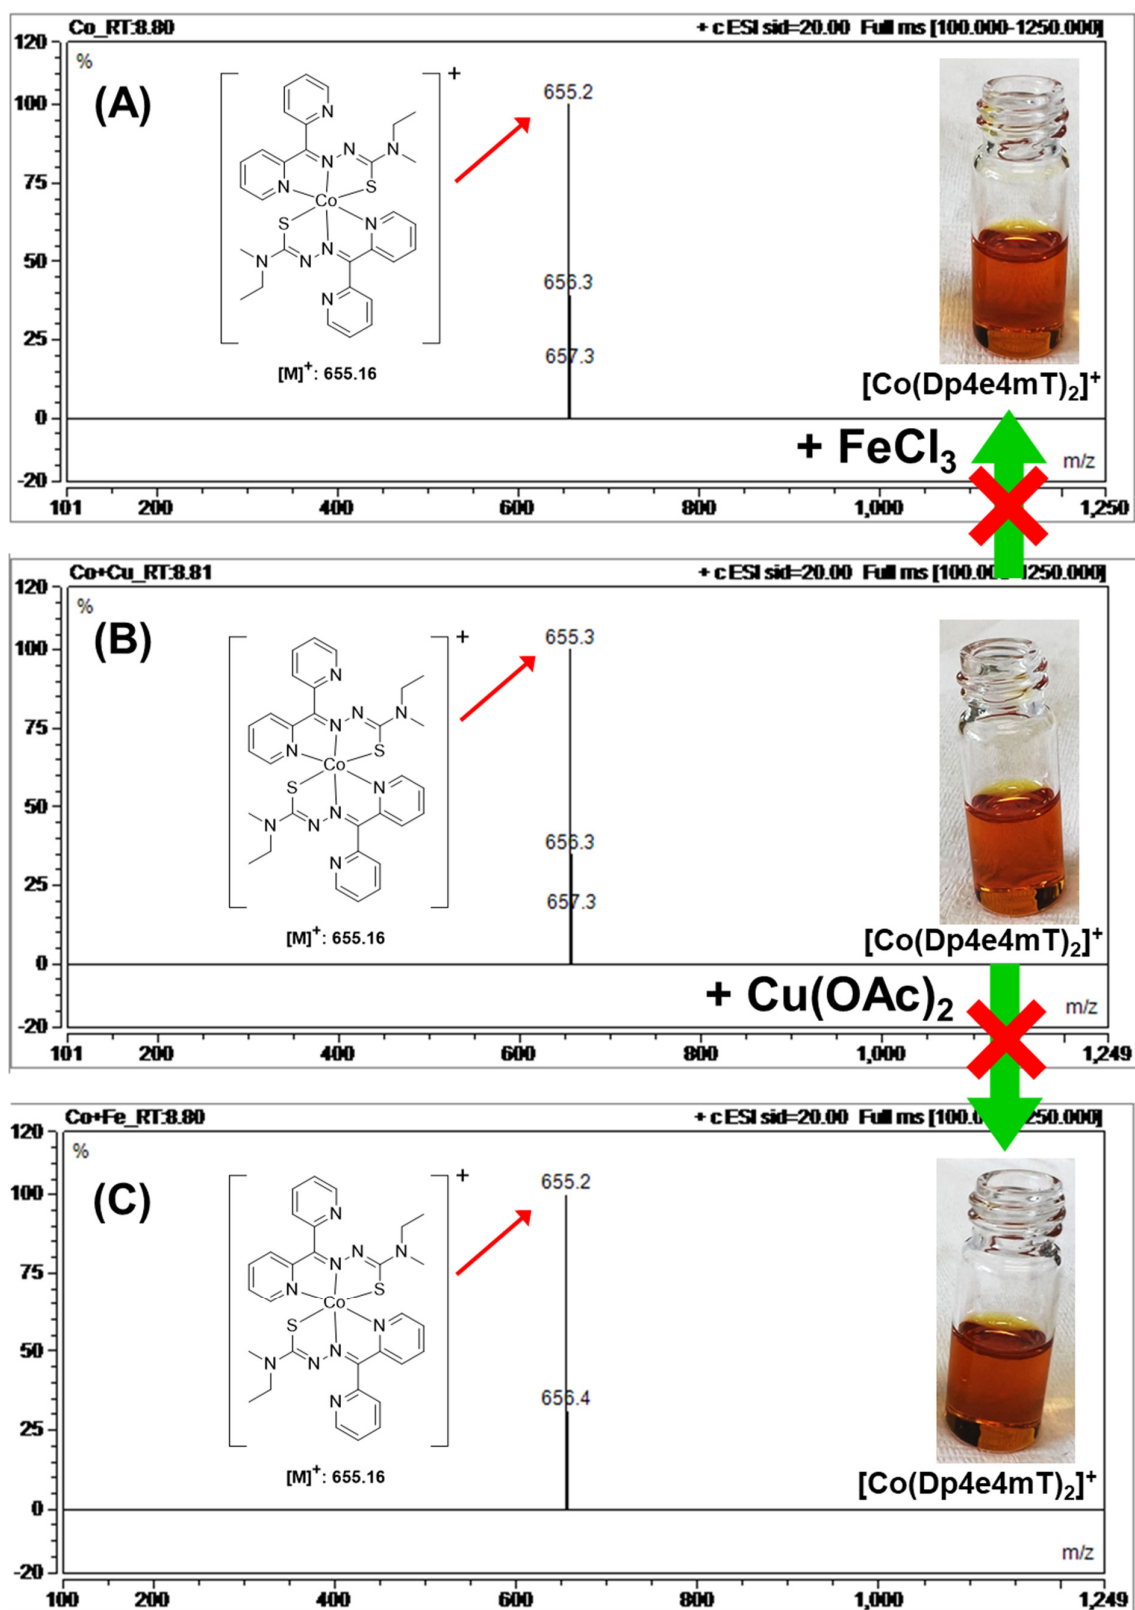 Co_RT:8.80 + c ESI sid=20.00 Full ms [100.000-1250.000]
120
%
(A)
+
655.2
100
N
N
N
N
N
S
75
N
Co
S
N
N
N
N
N
656.3
50
657.3
25
[M]+: 655.16
[Co(Dp4e4mT)2]+
0
+ FeCl3
m/z
-20
101 200 400 600 800 1,000 1,250
Co+Cu_RT:8.81 + c ESI sid=20.00 Full ms [100.00 1250.000]
120
%
(B)
+
655.3
100
N
N
N
N
N
S
75
N
Co
S
N
N
N
N
N
50
656.3
25
657.3
[M]+: 655.16
[Co(Dp4e4mT)2]+
0
+ Cu(OAc)2
m/z
-20
101 200 400 600 800 1,000 1,249
Co+Fe_RT:8.80 + c ESI sid=20.00 Full ms [100.0 250.000]
120
%
(C)
+
655.2
100
N
N
N
N
N
S
75
N
Co
S
N
N
N
N
N
50
656.4
25
[M]+: 655.16
[Co(Dp4e4mT)2]+
0
m/z
-20
100 200 400 600 800 1,000 1,249